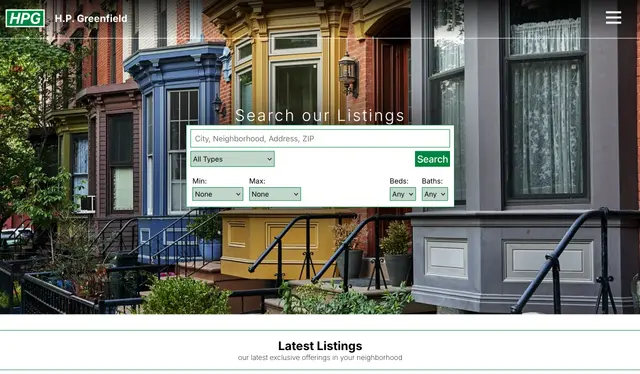 HPG
H.P. Greenfield
Search our Listings
City, Neighborhood, Address, ZIP
All Types
Search
Min:
Max:
Beds:
Baths:
None
None
Any
Any
Latest Listings
our latest exclusive offerings in your neighborhood